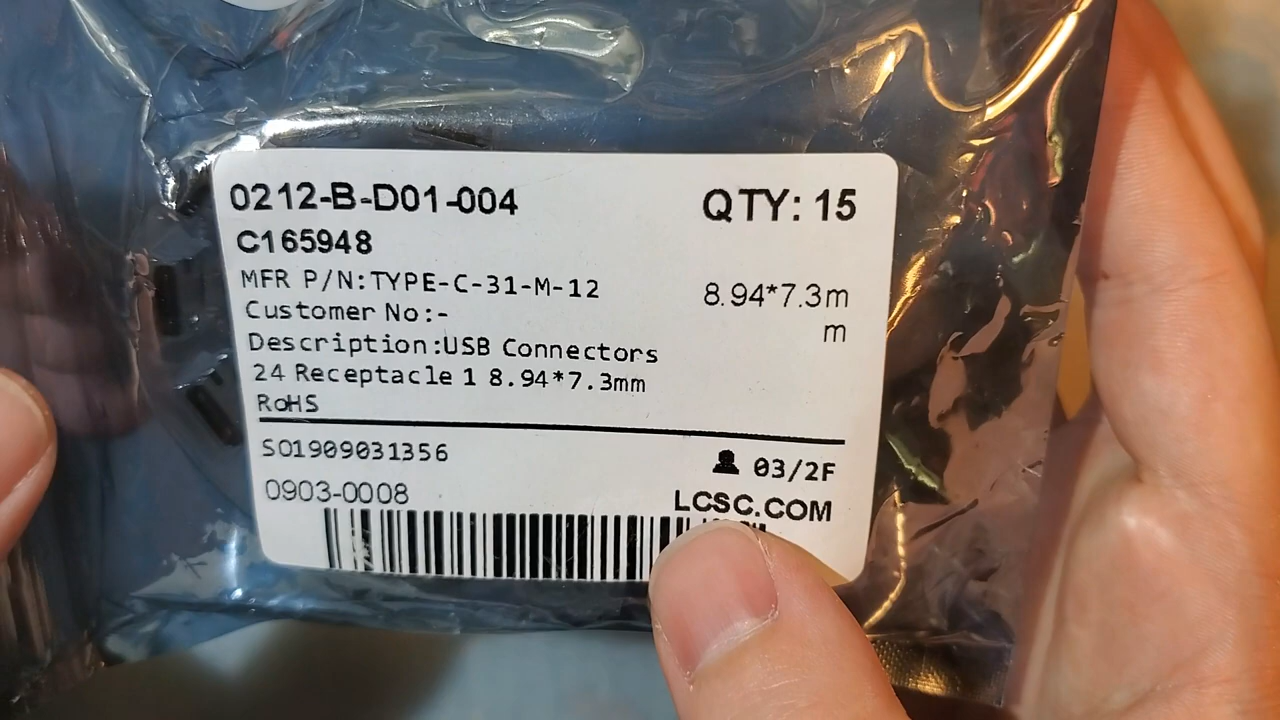 0212-B-D01-004 QTY: 15
C165948
MFR P/N:TYPE-C-31-M-12 8.94*7.3m
m
Customer No:-
Description:USB Connectors
24 Receptacle 1 8.94*7.3mm
RoHS
SO1909031356 03/2F
0903-0008 LCSC.COM